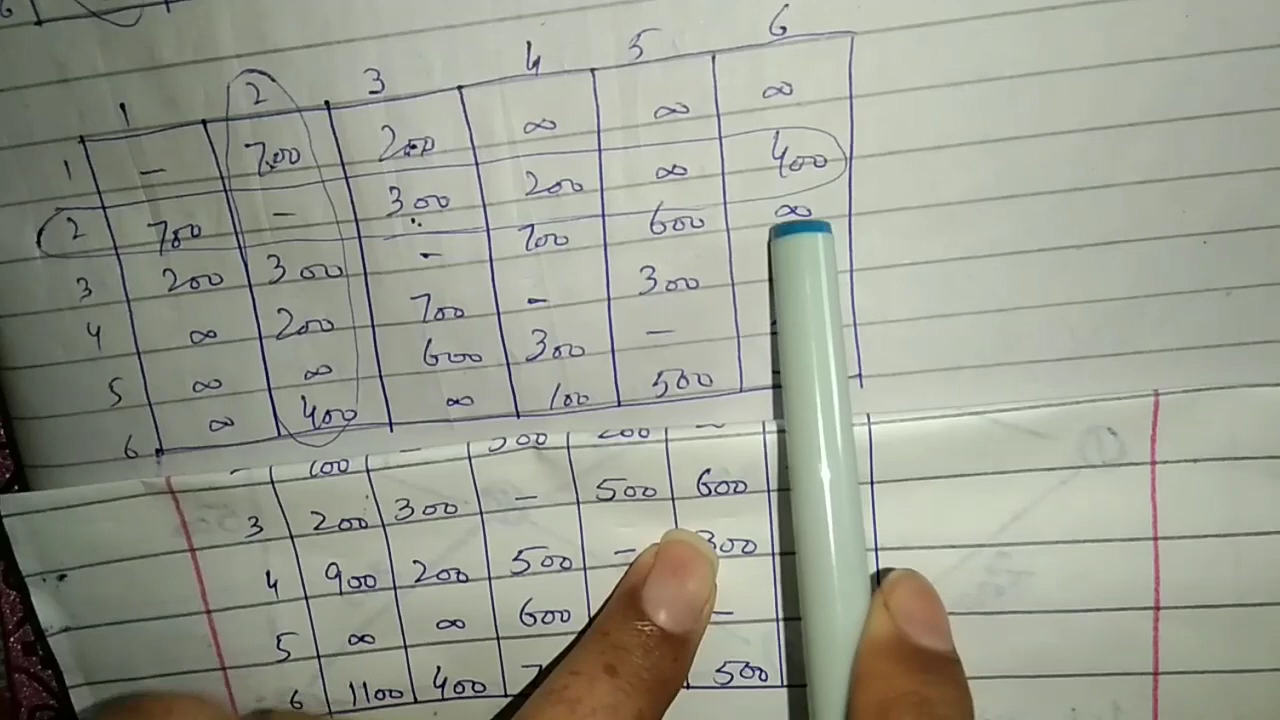 6
1 2 3 4 5 6
1 - 700 200 ∞ ∞ ∞
2 700 - 300 200 ∞ 400
3 200 300 - 700 600 ∞
4 ∞ 200 700 - 300
5 ∞ ∞ 600 300 -
6 ∞ 400 ∞ 100 500
3 200 300 - 500 600
4 900 200 500 - 300
5 ∞ ∞ 600 -
6 1100 400 500